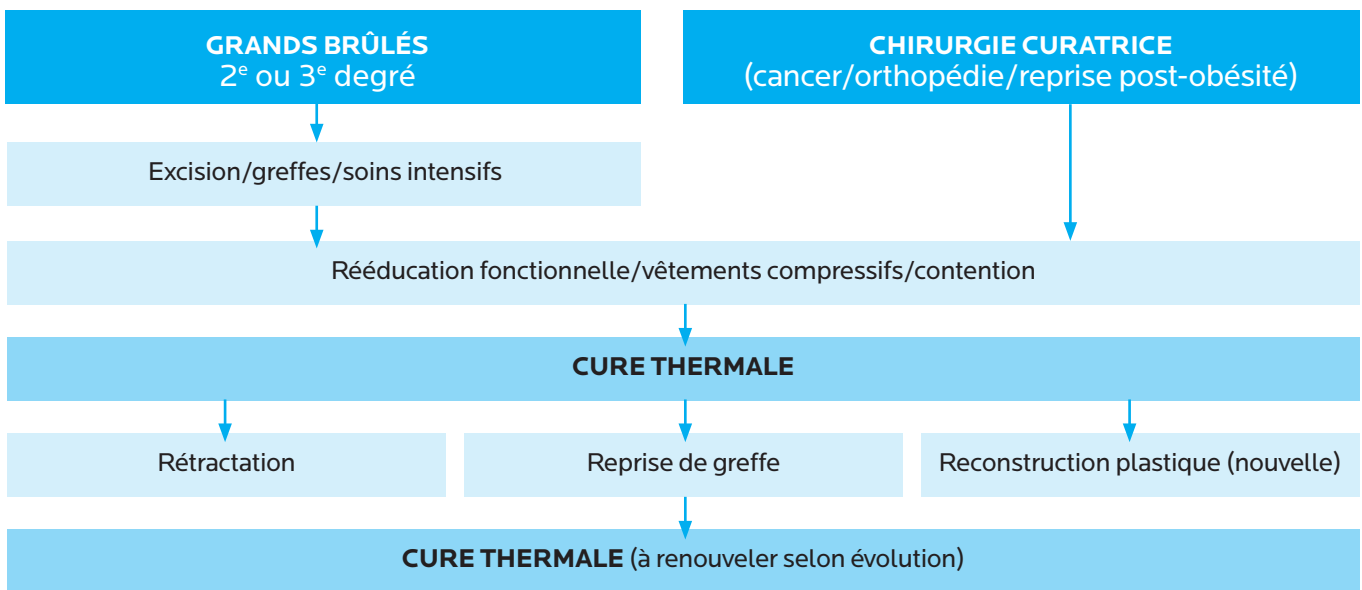 GRANDS BRÛLÉS
2e ou 3e degré
CHIRURGIE CURATRICE
(cancer/orthopédie/reprise post-obésité)
Excision/greffes/soins intensifs
Rééducation fonctionnelle/vêtements compressifs/contention
CURE THERMALE
Rétractation
Reprise de greffe
Reconstruction plastique (nouvelle)
CURE THERMALE (à renouveler selon évolution)